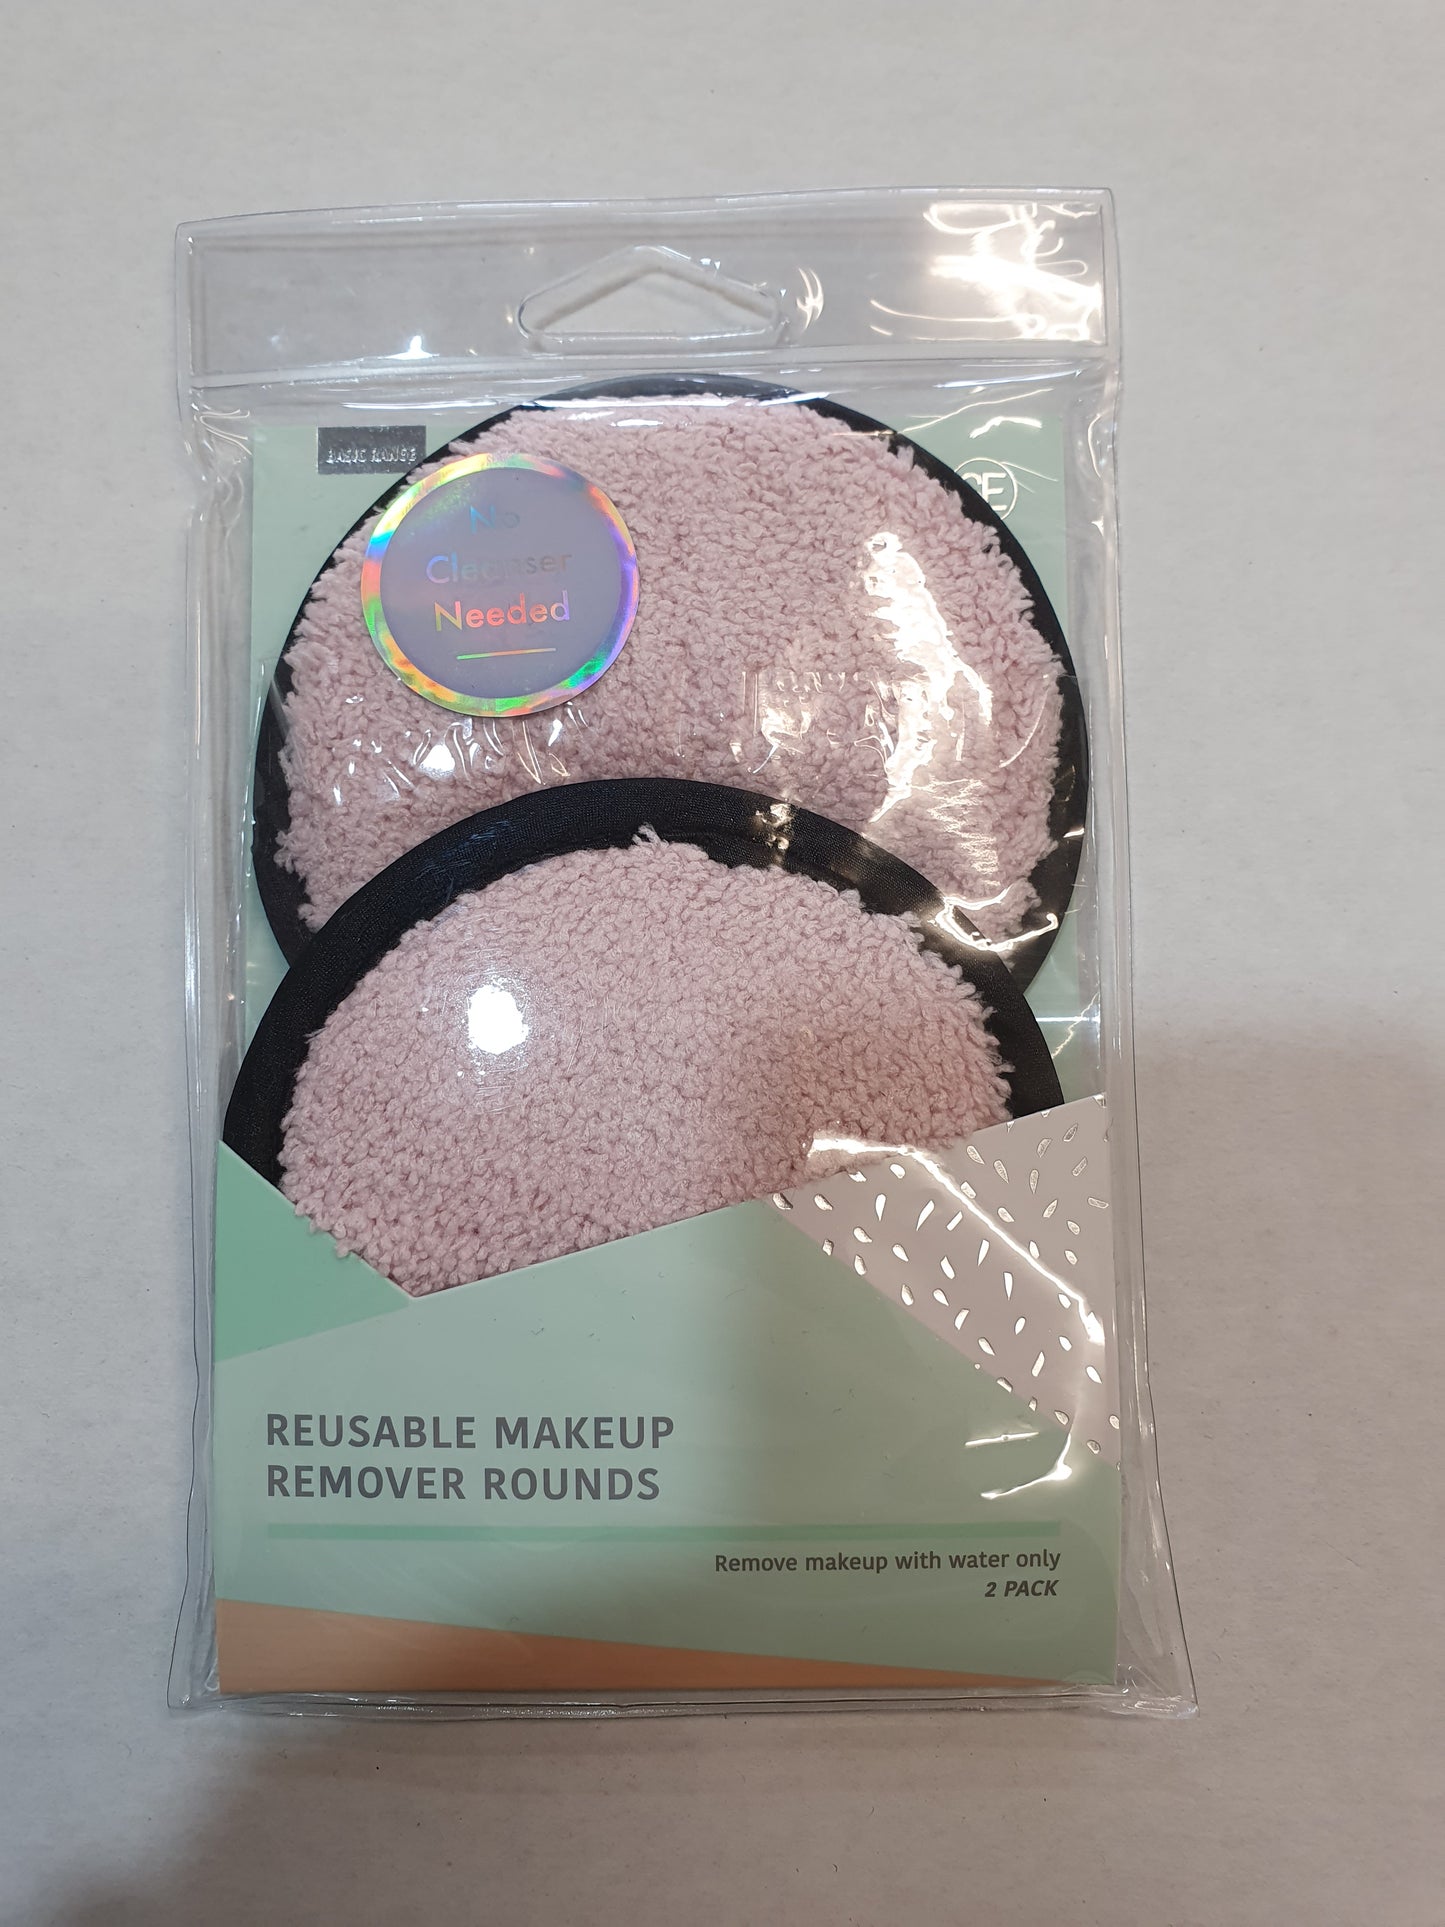 BASIC RANGE
No
Cleanser
Needed
REUSABLE MAKEUP
REMOVER ROUNDS
Remove makeup with water only
2 PACK